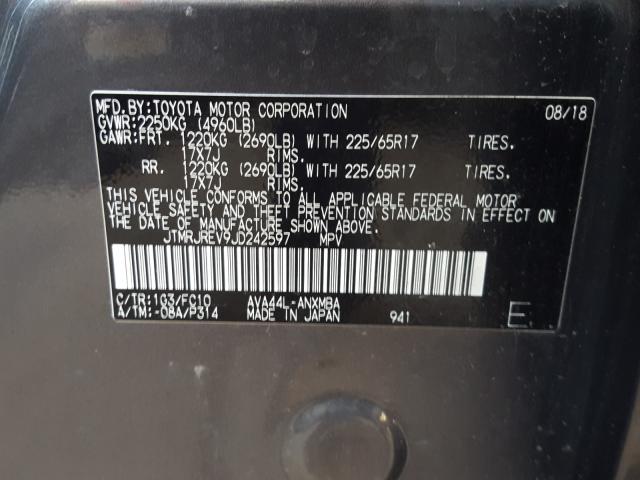 MFD.BY:TOYOTA MOTOR CORPORATION 08/18
GVWR:2250KG (4960LB)
GAWR:FRT. 1220KG (2690LB) WITH 225/65R17 TIRES.
17X7J RIMS.
RR. 1220KG (2690LB) WITH 225/65R17 TIRES.
17X7J RIMS.
THIS VEHICLE CONFORMS TO ALL APPLICABLE FEDERAL MOTOR
VEHICLE SAFETY AND THEFT PREVENTION STANDARDS IN EFFECT ON
THE DATE OF MANUFACTURE SHOWN ABOVE.
JTMRJREV9JD242597 MPV
C/TR:1G3/FC10 AVA44L-ANXMBA
A/TM:-08A/P314 MADE IN JAPAN 941 E